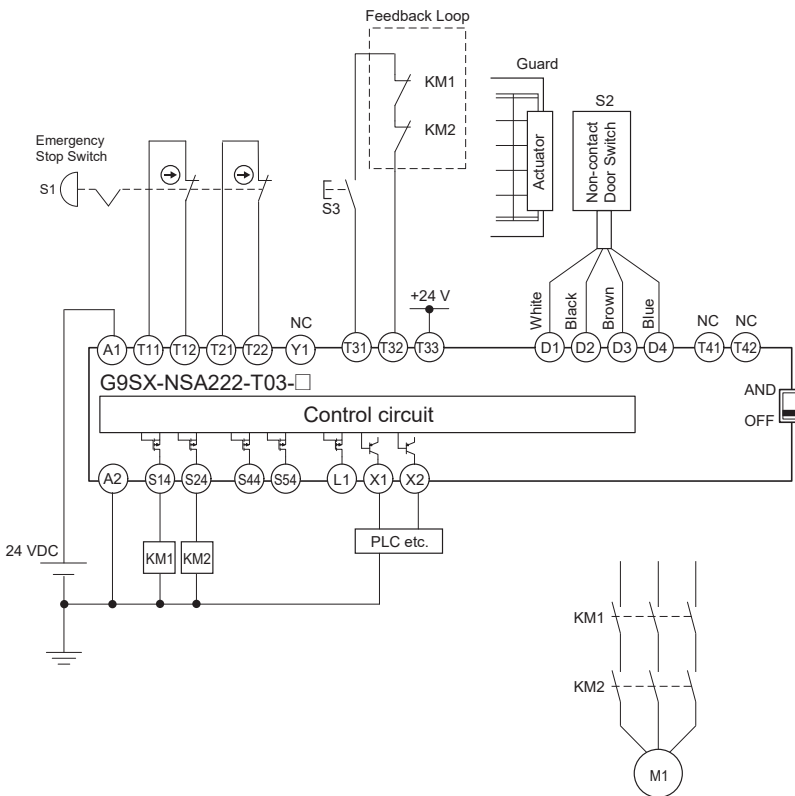 Feedback Loop
KM1
KM2
Guard
Actuator
S2
Non-contact
Door Switch
Emergency
Stop Switch
S1
S3
+24 V
White
Black
Brown
Blue
NC
NC
NC
A1
T11
T12
T21
T22
Y1
T31
T32
T33
D1
D2
D3
D4
T41
T42
G9SX-NSA222-T03-□
AND
OFF
Control circuit
A2
S14
S24
S44
S54
L1
X1
X2
24 VDC
KM1
KM2
PLC etc.
KM1
KM2
M1